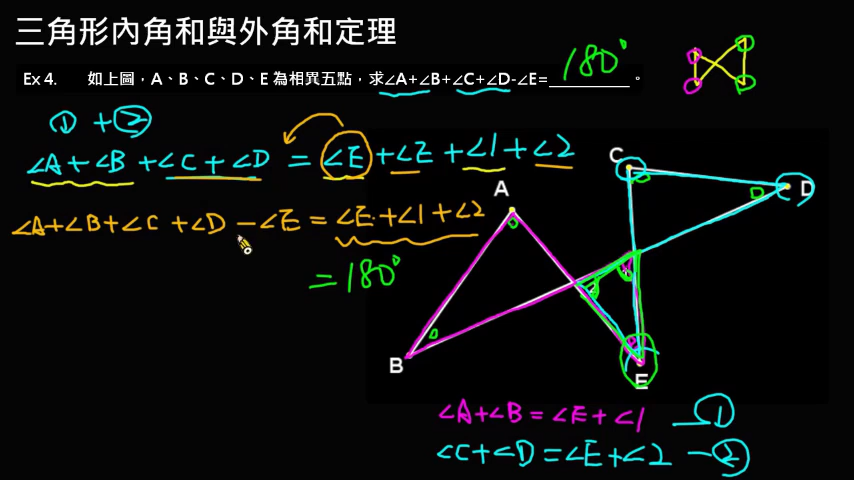 三角形內角和與外角和定理
Ex 4. 如上圖，A、B、C、D、E 為相異五點，求∠A+∠B+∠C+∠D-∠E=180°。
① + ②
∠A+∠B+∠C+∠D = ∠E+∠E+∠1+∠2
∠A+∠B+∠C+∠D-∠E = ∠E+∠1+∠2
= 180°
C
D
A
B
E
∠A+∠B=∠E+∠1 —①
∠C+∠D=∠E+∠2 —②